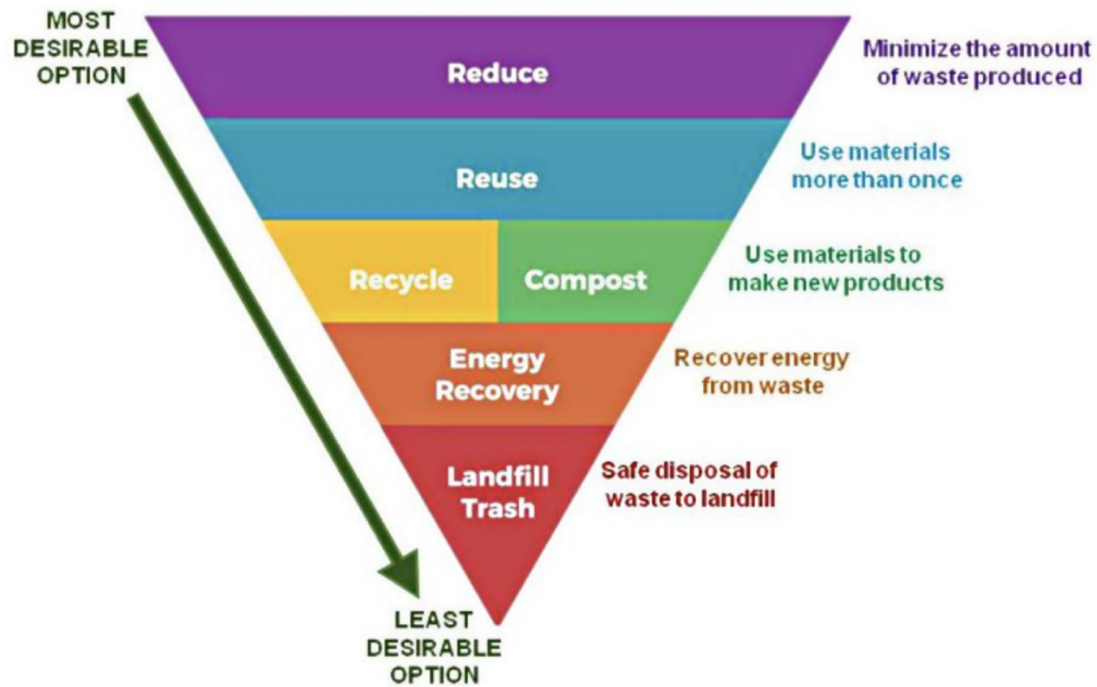 MOST
DESIRABLE
OPTION
Reduce
Minimize the amount
of waste produced
Reuse
Use materials
more than once
Recycle
Compost
Use materials to
make new products
Energy
Recovery
Recover energy
from waste
Landfill
Trash
Safe disposal of
waste to landfill
LEAST
DESIRABLE
OPTION